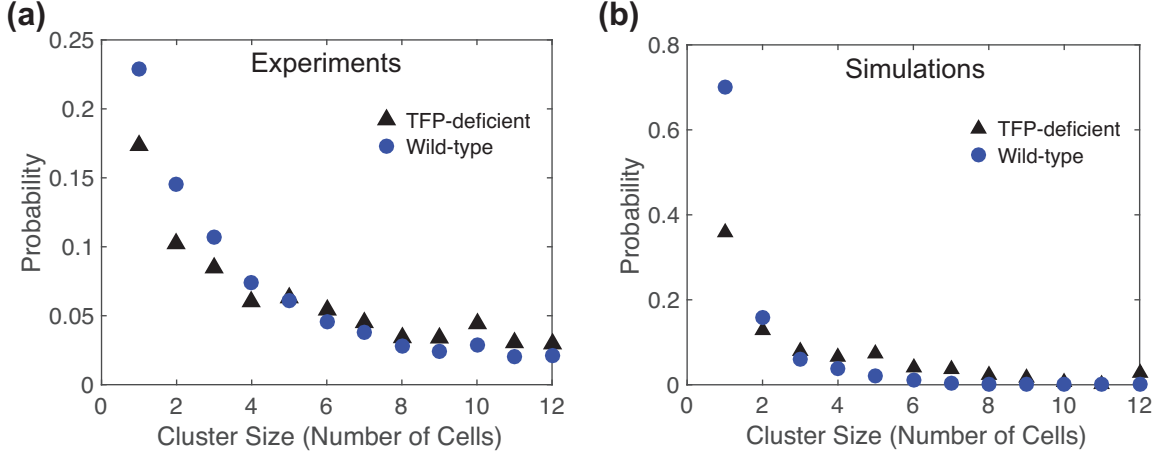 (a)
Experiments
TFP-deficient
Wild-type
Probability
0.25
0.2
0.15
0.1
0.05
0
0 2 4 6 8 10 12
Cluster Size (Number of Cells)
(b)
Simulations
TFP-deficient
Wild-type
Probability
0.8
0.6
0.4
0.2
0
0 2 4 6 8 10 12
Cluster Size (Number of Cells)